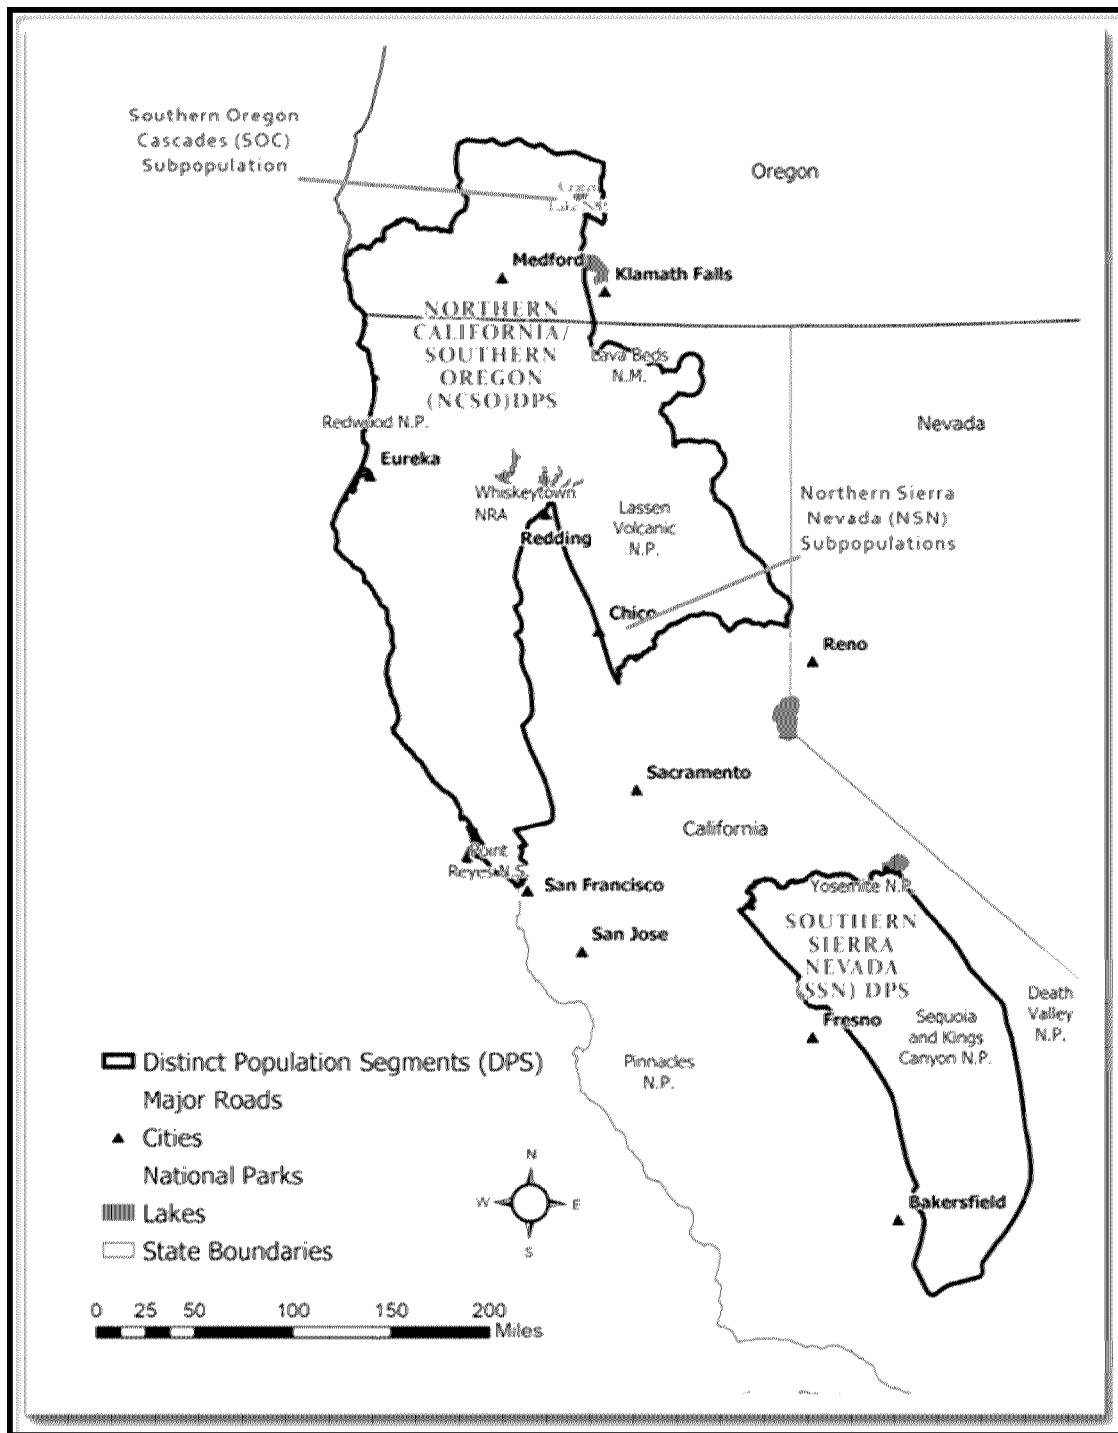 Southern Oregon
Cascades (SOC)
Subpopulation
Oregon
Crater
Lake N.P.
Medford
Klamath Falls
NORTHERN
CALIFORNIA/
SOUTHERN
OREGON
(NCSO)DPS
Lava Beds
N.M.
Redwood N.P.
Nevada
Eureka
Whiskeytown
NRA
Lassen
Volcanic
N.P.
Northern Sierra
Nevada (NSN)
Subpopulations
Redding
Chico
Reno
Sacramento
California
Point
Reyes N.S.
San Francisco
Yosemite N.P.
San Jose
SOUTHERN
SIERRA
NEVADA
(SSN) DPS
Fresno
Sequoia
and Kings
Canyon N.P.
Death
Valley
N.P.
Pinnacles
N.P.
Distinct Population Segments (DPS)
Major Roads
Cities
National Parks
Lakes
State Boundaries
N
W
E
S
Bakersfield
0 25 50 100 150 200
Miles